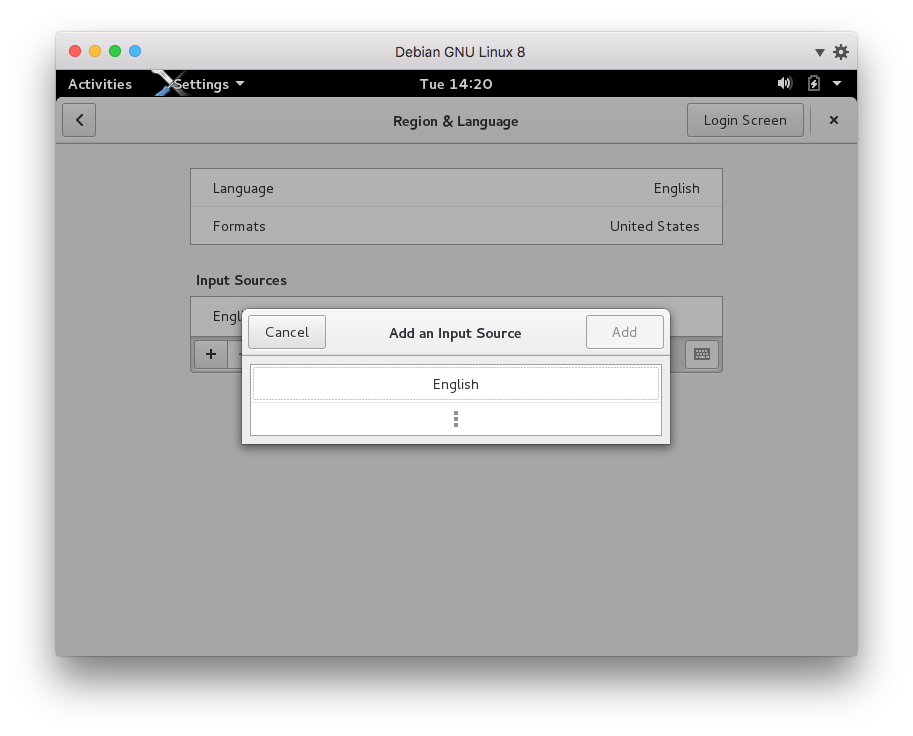 Debian GNU Linux 8
Activities Settings Tue 14:20
Region & Language Login Screen
Language English
Formats United States
Input Sources
Engl
Cancel Add an Input Source Add
English